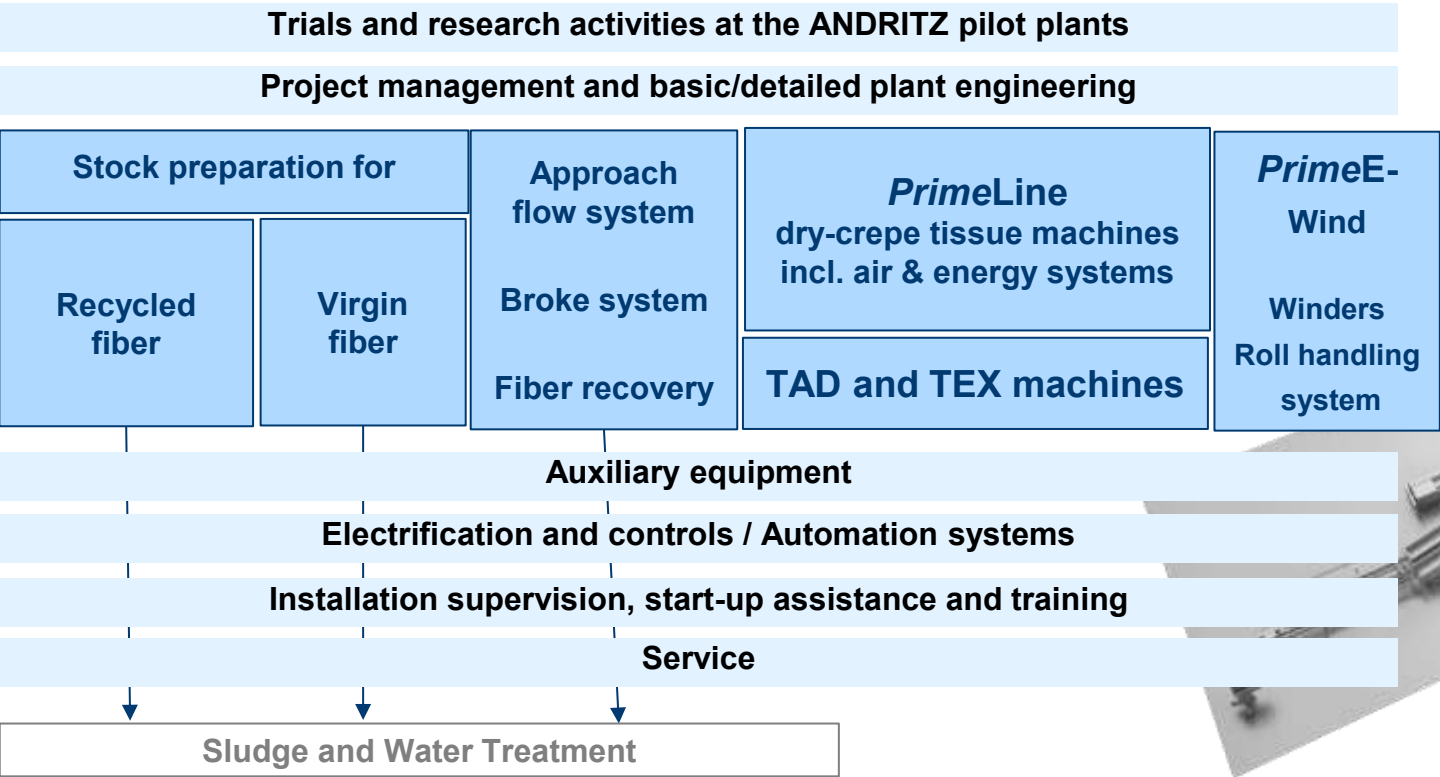 Trials and research activities at the ANDRITZ pilot plants
Project management and basic/detailed plant engineering
Stock preparation for
Recycled
fiber
Virgin
fiber
Approach
flow system
Broke system
Fiber recovery
PrimeLine
dry-crepe tissue machines
incl. air & energy systems
TAD and TEX machines
PrimeE-
Wind
Winders
Roll handling
system
Auxiliary equipment
Electrification and controls / Automation systems
Installation supervision, start-up assistance and training
Service
Sludge and Water Treatment